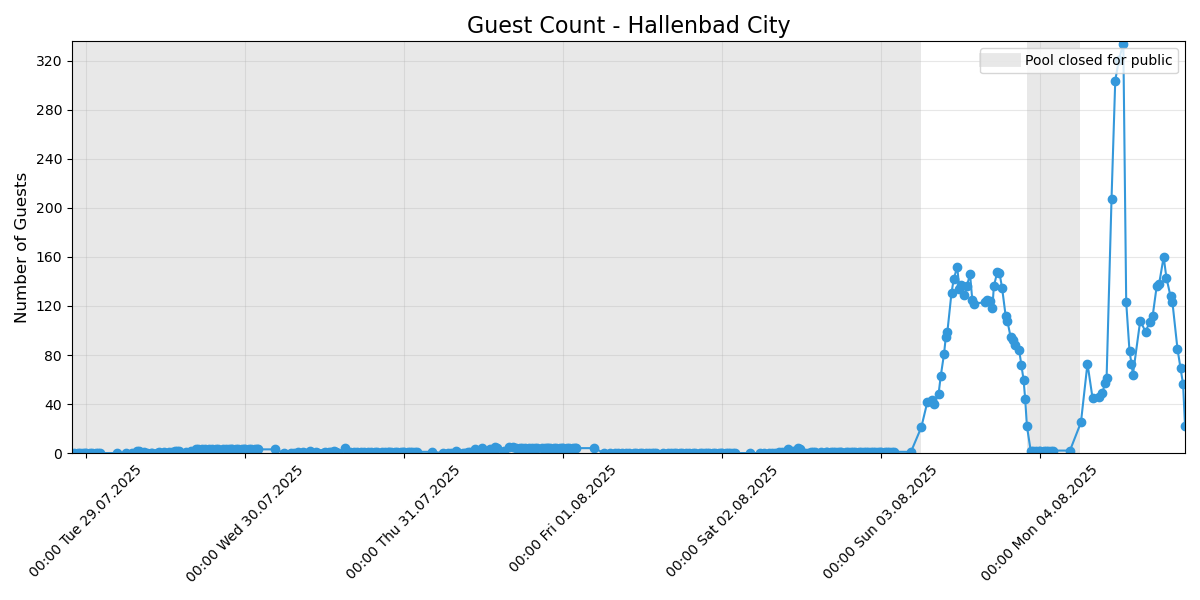 Guest Count - Hallenbad City
Pool closed for public
Number of Guests
320
280
240
200
160
120
80
40
0
00:00 Tue 29.07.2025
00:00 Wed 30.07.2025
00:00 Thu 31.07.2025
00:00 Fri 01.08.2025
00:00 Sat 02.08.2025
00:00 Sun 03.08.2025
00:00 Mon 04.08.2025